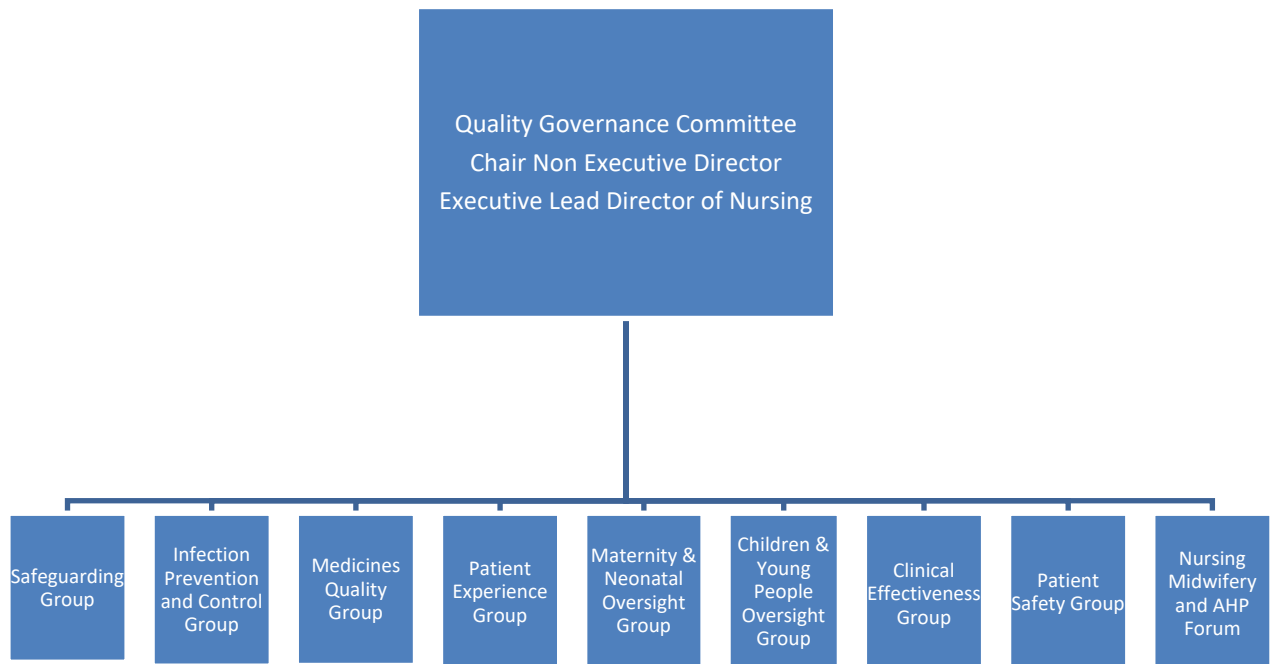 Quality Governance Committee
Chair Non Executive Director
Executive Lead Director of Nursing
Safeguarding
Group
Infection
Prevention
and Control
Group
Medicines
Quality
Group
Patient
Experience
Group
Maternity &
Neonatal
Oversight
Group
Children &
Young
People
Oversight
Group
Clinical
Effectiveness
Group
Patient
Safety Group
Nursing
Midwifery
and AHP
Forum